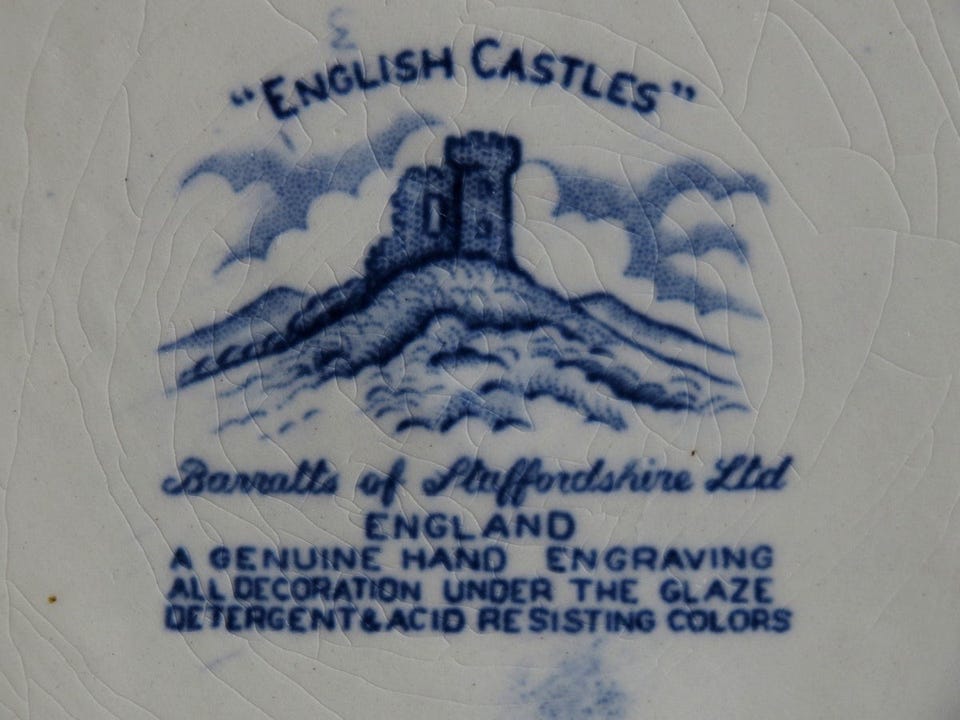 "ENGLISH CASTLES"
Barratts of Staffordshire Ltd
ENGLAND
A GENUINE HAND ENGRAVING
ALL DECORATION UNDER THE GLAZE
DETERGENT & ACID RESISTING COLORS